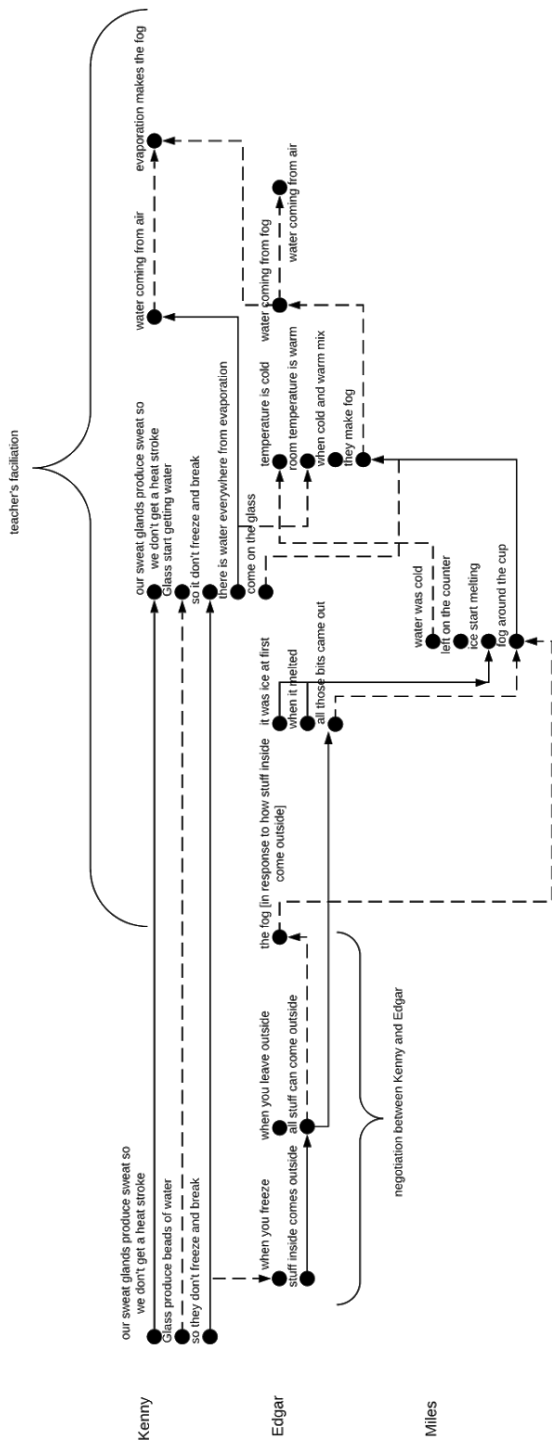 teacher's faciliation
Kenny
our sweat glands produce sweat so
we don't get a heat stroke
Glass produce beads of water
so they don't freeze and break
our sweat glands produce sweat so
we don't get a heat stroke
Glass start getting water
so it don't freeze and break
there is water everywhere from evaporation
come on the glass
water coming from air
evaporation makes the fog
Edgar
when you freeze
stuff inside comes outside
when you leave outside
all stuff can come outside
the fog [in response to how stuff inside
come outside]
it was ice at first
when it melted
all those bits came out
temperature is cold
room temperature is warm
when cold and warm mix
they make fog
water coming from fog
water coming from air
negotiation between Kenny and Edgar
Miles
water was cold
left on the counter
ice start melting
fog around the cup